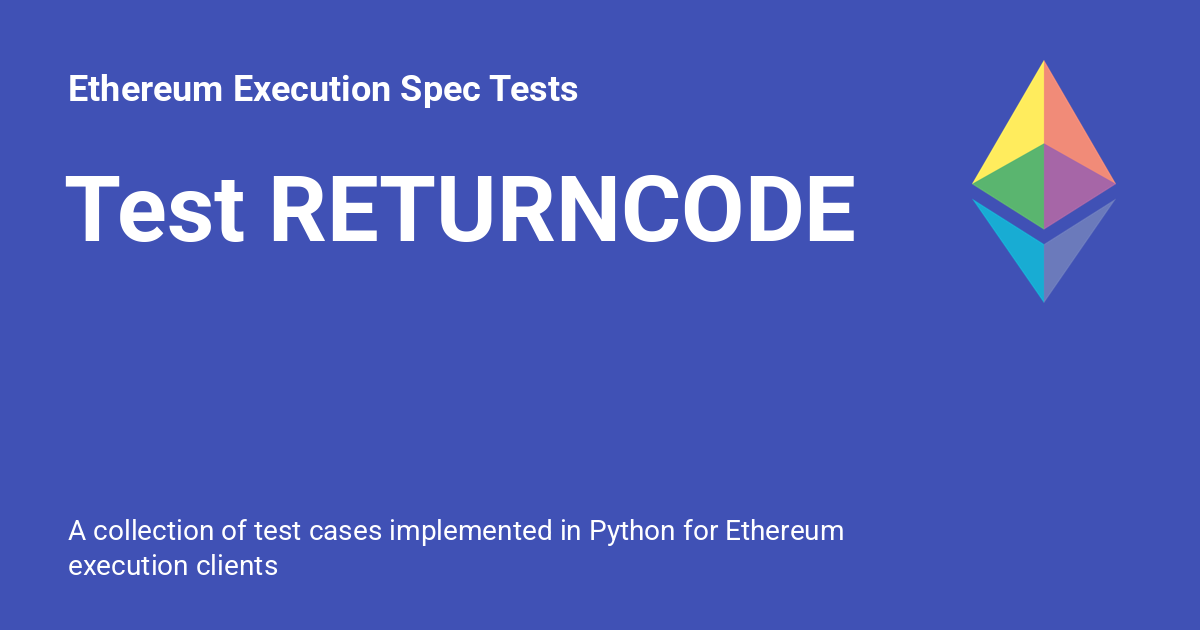 Ethereum Execution Spec Tests
Test RETURNCODE
A collection of test cases implemented in Python for Ethereum
execution clients